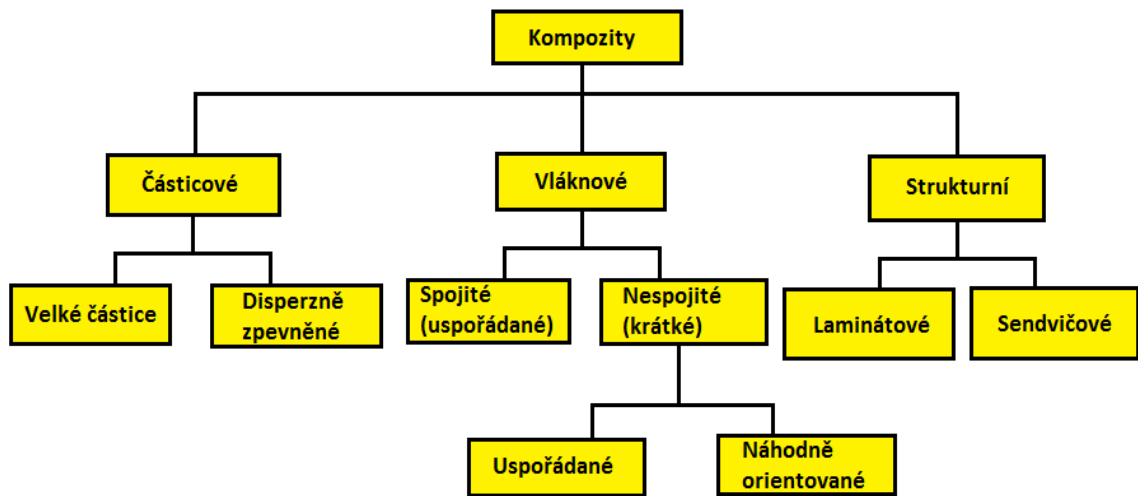 Kompozity
Částicové
Vláknové
Strukturní
Velké částice
Disperzně
zpevněné
Spojité
(uspořádané)
Nespojité
(krátké)
Laminátové
Sendvičové
Uspořádané
Náhodně
orientované